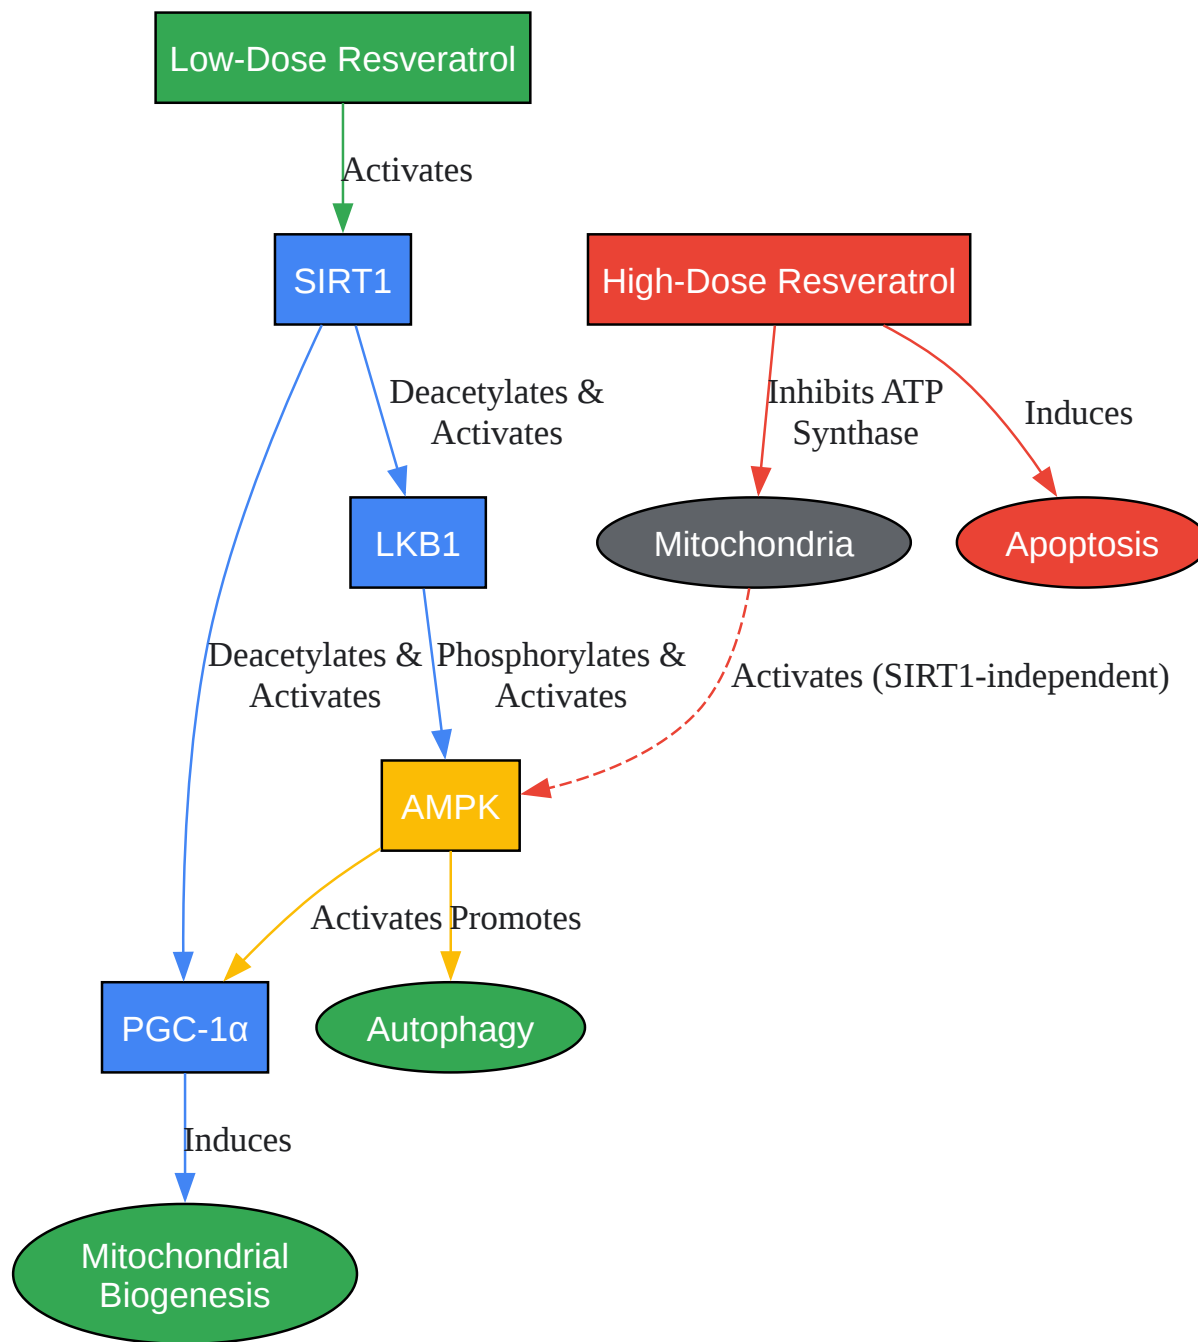 Low-Dose Resveratrol
Activates
SIRT1
High-Dose Resveratrol
Deacetylates &
Activates
Inhibits ATP
Synthase
Induces
LKB1
Mitochondria
Apoptosis
Deacetylates &
Activates
Phosphorylates &
Activates
Activates (SIRT1-independent)
AMPK
Activates
Promotes
PGC-1α
Autophagy
Induces
Mitochondrial
Biogenesis